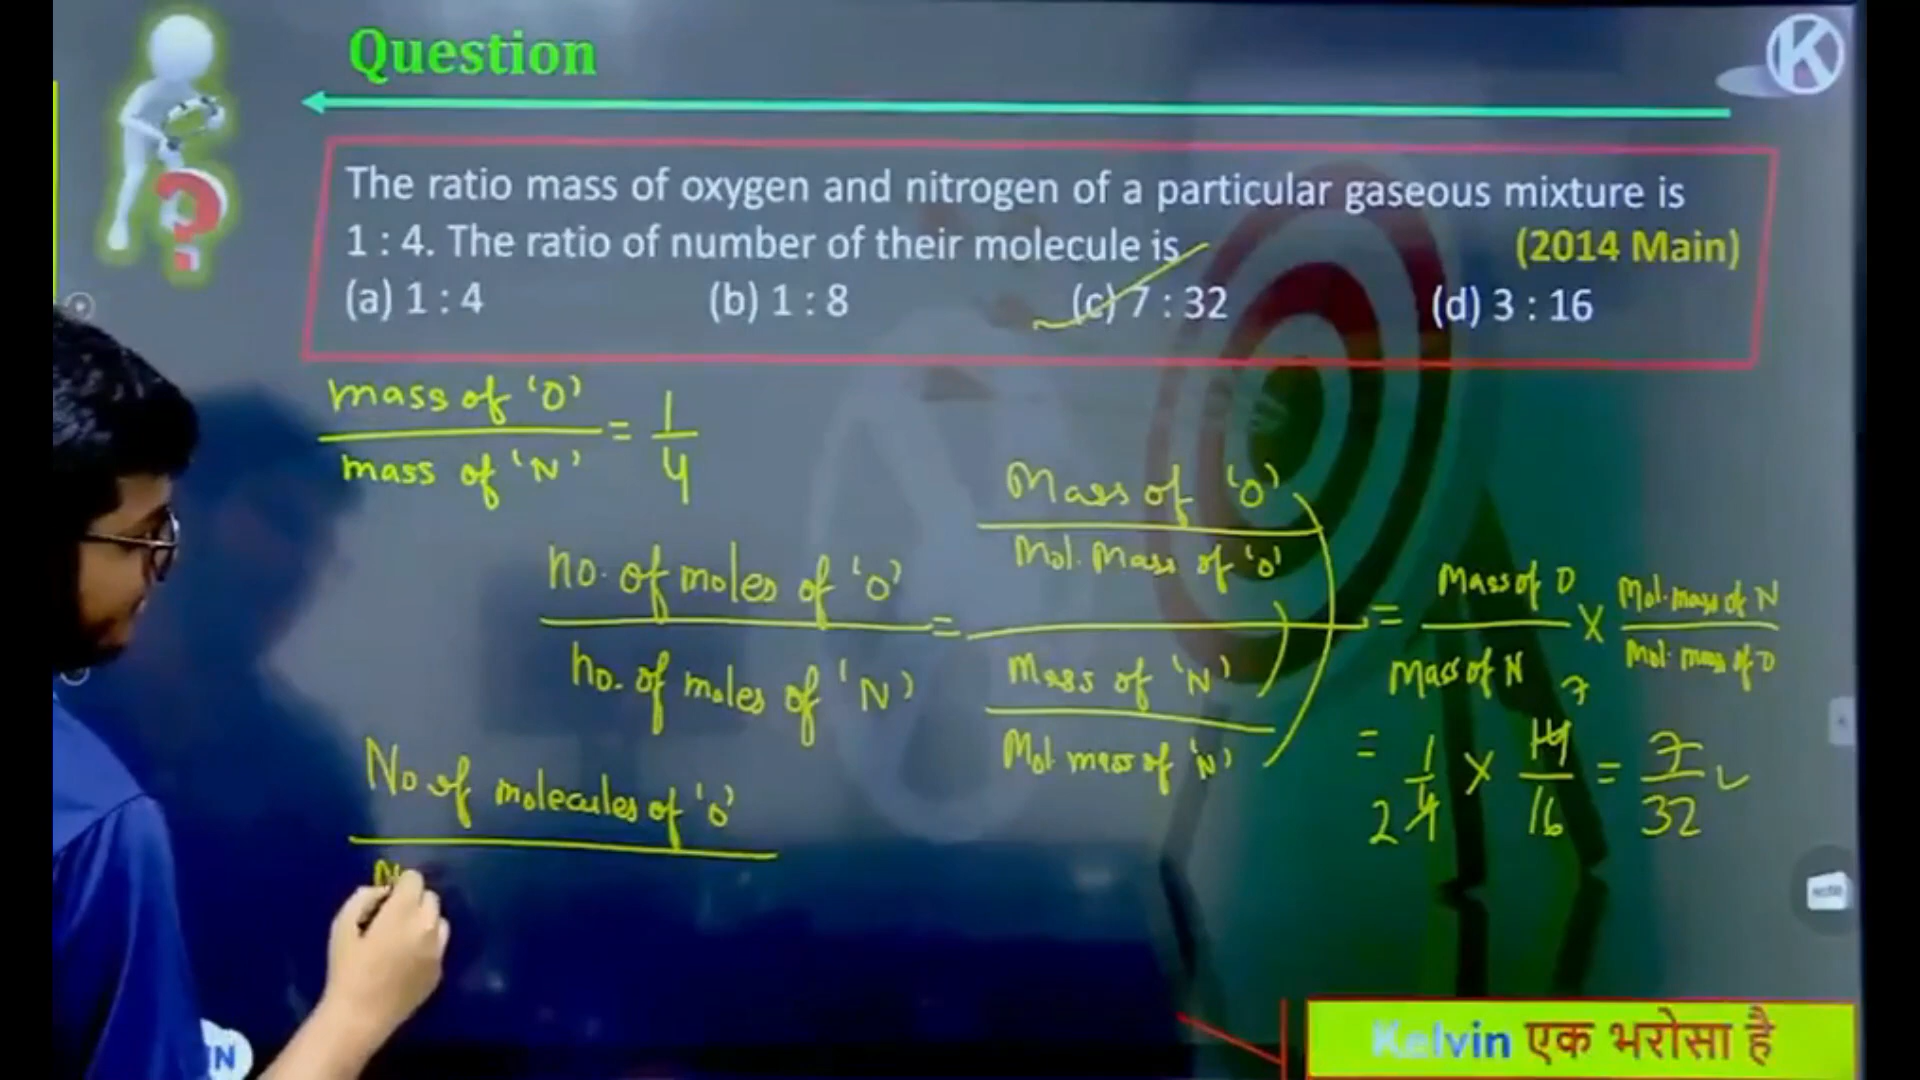 Question
K
The ratio mass of oxygen and nitrogen of a particular gaseous mixture is
1 : 4. The ratio of number of their molecule is (2014 Main)
(a) 1 : 4 (b) 1 : 8 (c) 7 : 32 (d) 3 : 16
mass of 'O'
mass of 'N'
= 1/4
no. of moles of 'O'
no. of moles of 'N'
=
Mass of 'O'
Mol. Mass of 'O'
Mass of 'N'
Mol. mass of 'N'
= Mass of O × Mol. mass of N
Mass of N Mol. mass of O
7
= 1/4 × 14/16 = 7/32
2
No of molecules of 'O'
N
IN
Kelvin एक भरोसा है